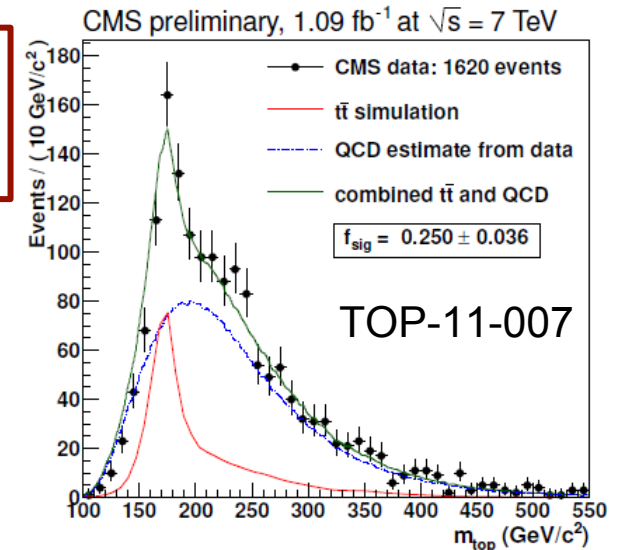 CMS preliminary, 1.09 fb⁻¹ at √s = 7 TeV
Events / ( 10 GeV/c²)
180
160
140
120
100
80
60
40
20
0
CMS data: 1620 events
tt̄ simulation
QCD estimate from data
combined tt̄ and QCD
f_sig = 0.250 ± 0.036
TOP-11-007
100 150 200 250 300 350 400 450 500 550
m_top (GeV/c²)